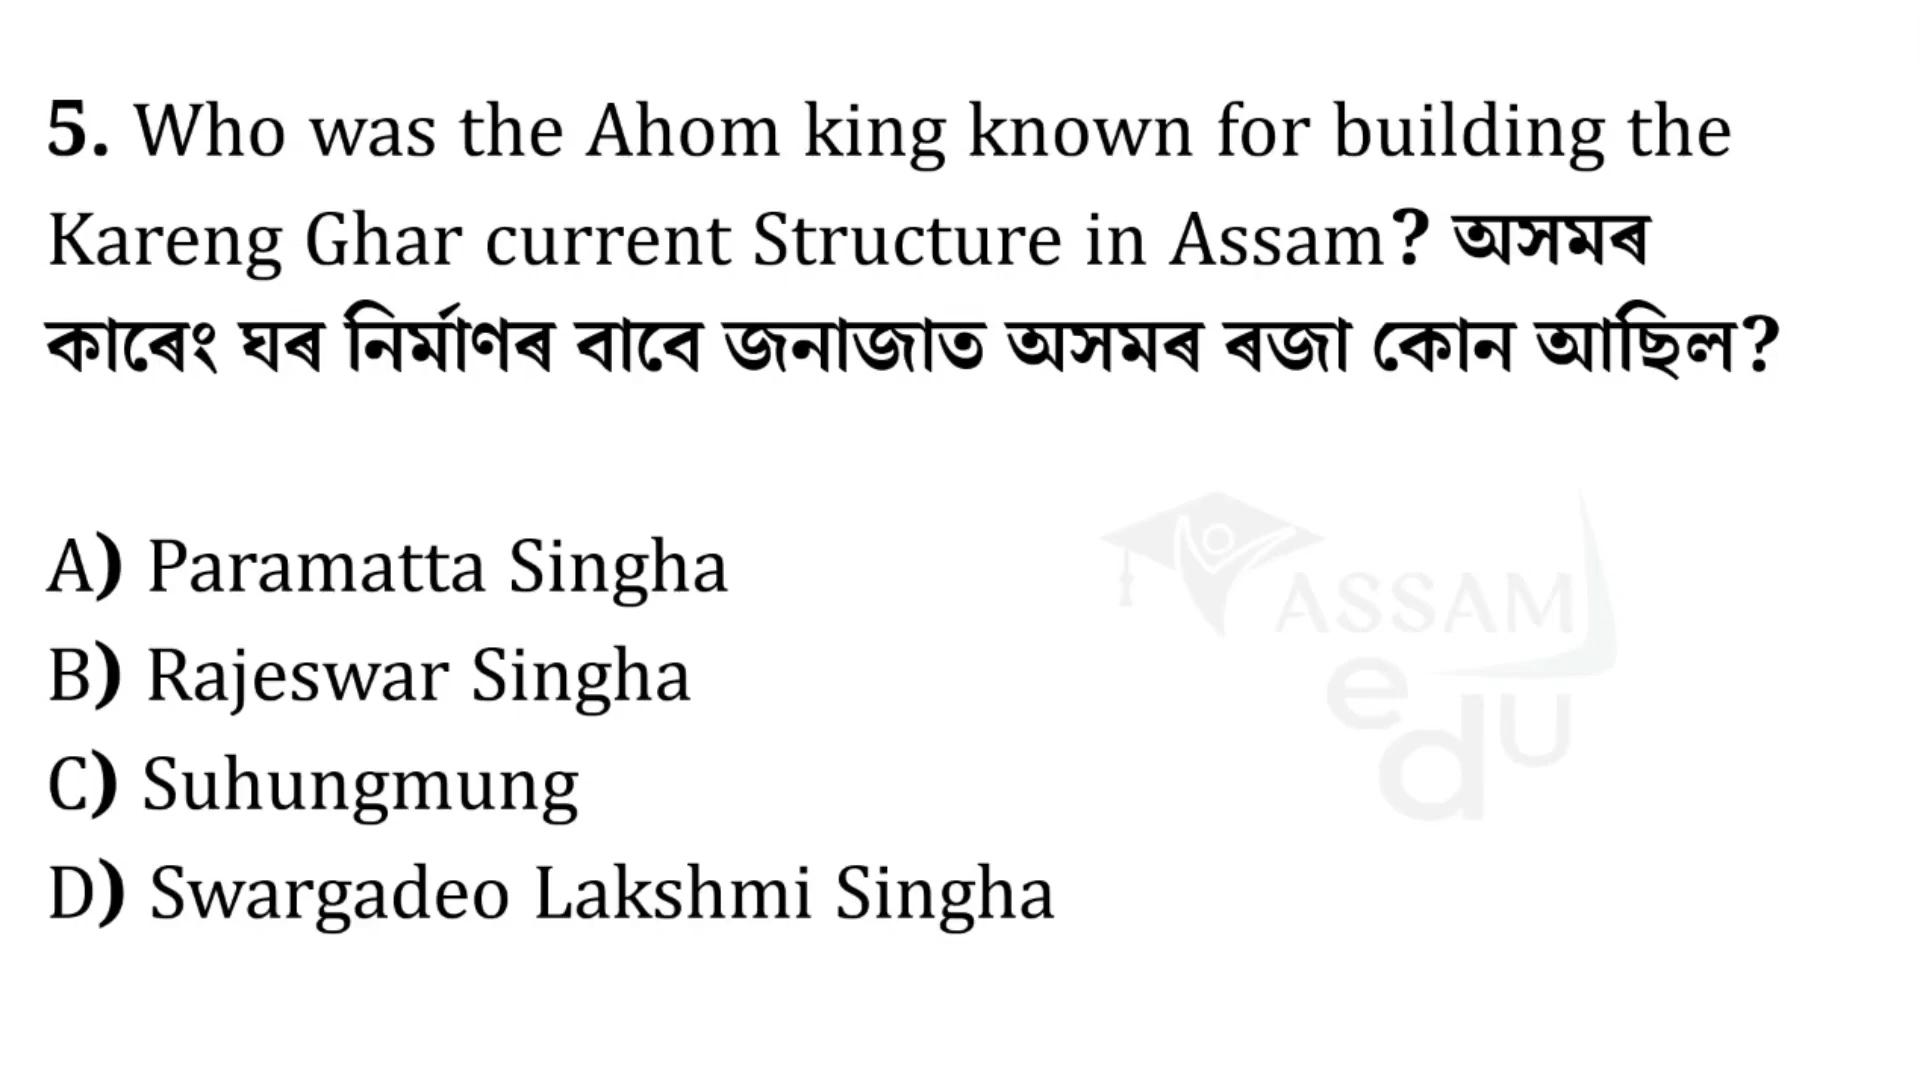 5. Who was the Ahom king known for building the
Kareng Ghar current Structure in Assam? অসমৰ
কাৰেং ঘৰ নিৰ্মাণৰ বাবে জনাজাত অসমৰ ৰজা কোন আছিল?
A) Paramatta Singha
B) Rajeswar Singha
C) Suhungmung
D) Swargadeo Lakshmi Singha
ASSAM
edu